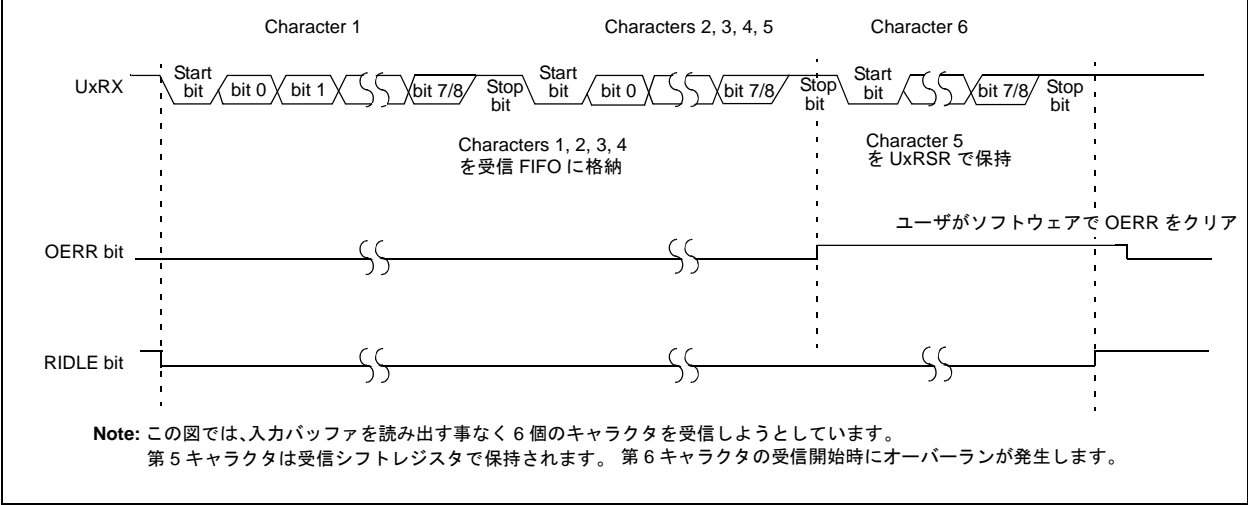 Character 1
Characters 2, 3, 4, 5
Character 6
UxRX
Start bit
bit 0
bit 1
bit 7/8
Stop bit
Start bit
bit 0
bit 7/8
Stop bit
Start bit
bit 7/8
Stop bit
Characters 1, 2, 3, 4
を受信 FIFO に格納
Character 5
を UxRSR で保持
ユーザがソフトウェアで OERR をクリア
OERR bit
RIDLE bit
Note: この図では、入力バッファを読み出す事なく 6 個のキャラクタを受信しようとしています。
第 5 キャラクタは受信シフトレジスタで保持されます。 第 6 キャラクタの受信開始時にオーバーランが発生します。